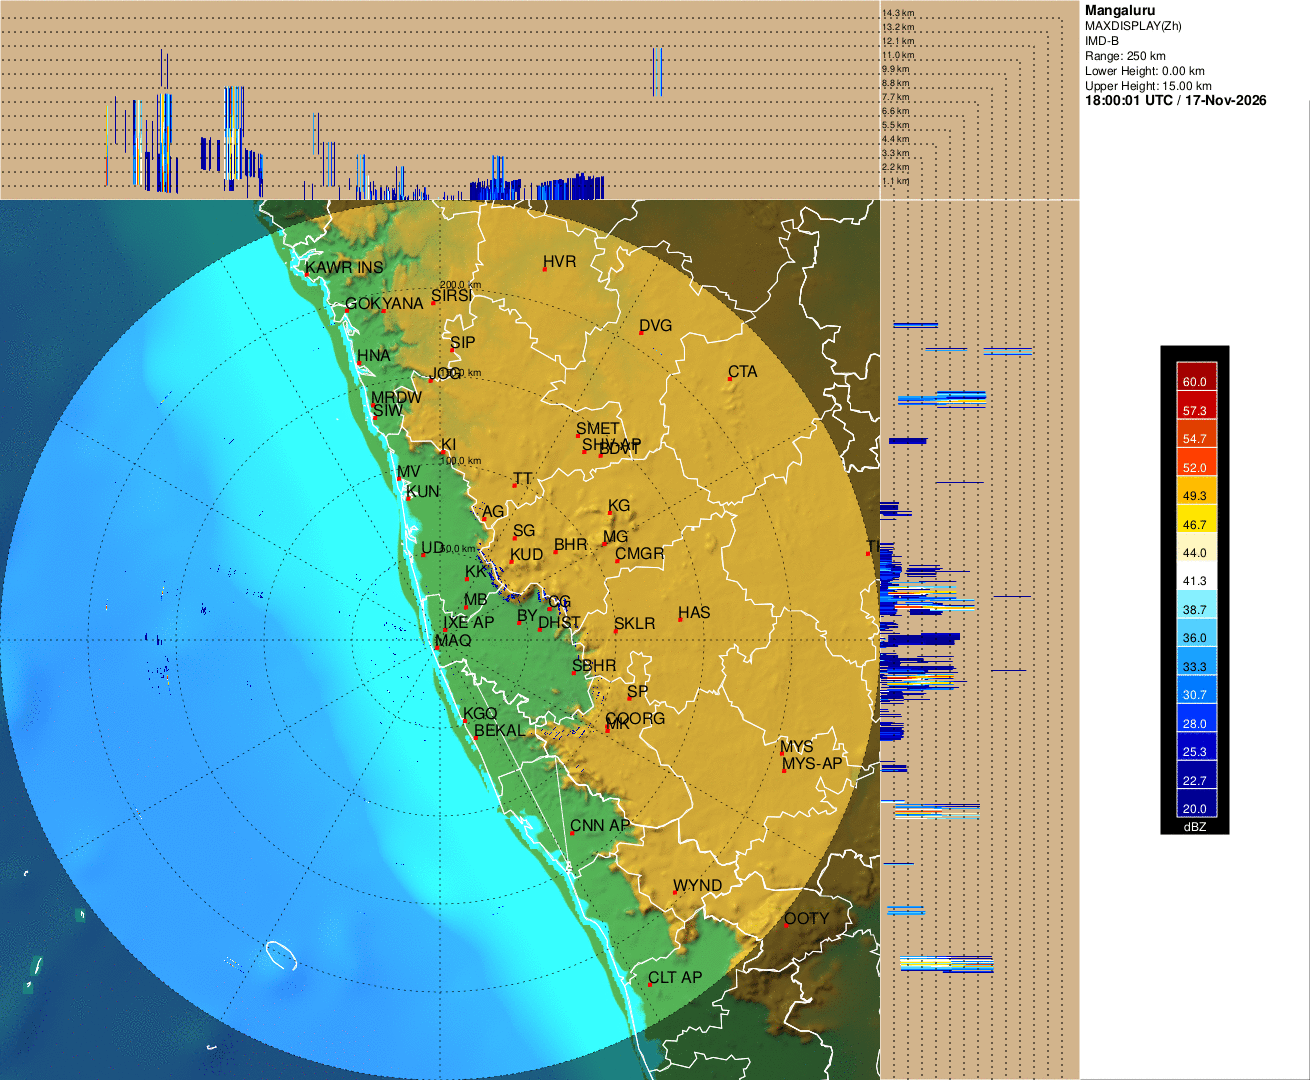 Mangaluru
MAXDISPLAY(Zh)
IMD-B
Range: 250 km
Lower Height: 0.00 km
Upper Height: 15.00 km
18:00:01 UTC / 17-Nov-2026
14.3 km
13.2 km
12.1 km
11.0 km
9.9 km
8.8 km
7.7 km
6.6 km
5.5 km
4.4 km
3.3 km
2.2 km
1.1 km
KAWR INS
HVR
200.0 km
SIRSI
GOKYANA
DVG
SIP
HNA
JOG
CTA
MRDW
SIW
SMET
SHV-AP
BDVT
KI
100.0 km
MV
TT
KUN
KG
AG
SG
MG
UD
50.0 km
KUD
BHR
CMGR
KK
MB
CG
IXE AP
BY
DHST
SKLR
HAS
MAQ
SBHR
SP
KGQ
COORG
MK
BEKAL
MYS
MYS-AP
CNN AP
WYND
OOTY
CLT AP
60.0
57.3
54.7
52.0
49.3
46.7
44.0
41.3
38.7
36.0
33.3
30.7
28.0
25.3
22.7
20.0
dBZ